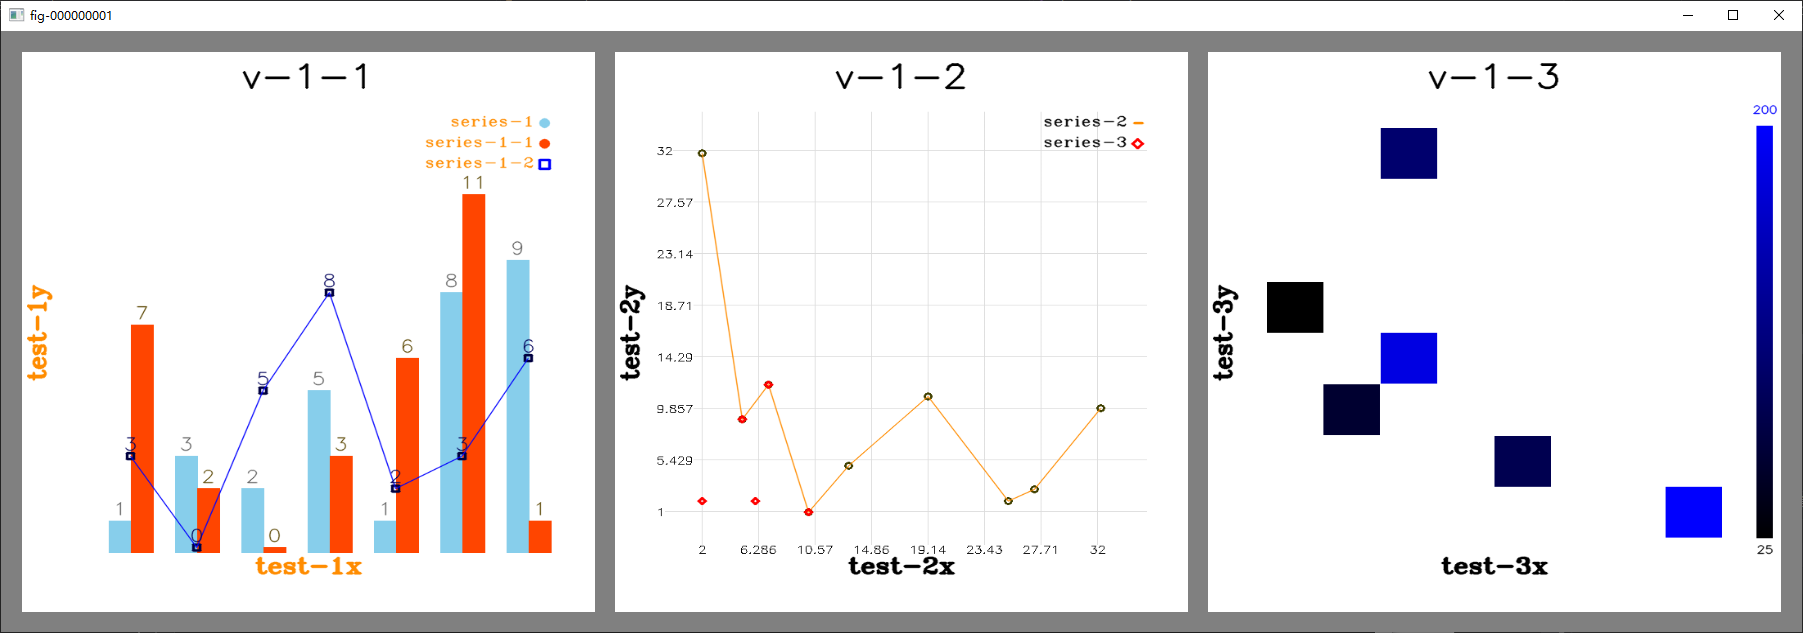 fig-000000001
v-1-1
series-1
series-1-1
series-1-2
11
9
8
8
7
6
6
5
5
3
3
3
3
2
2
2
1
1
1
0
0
test-1y
test-1x
v-1-2
series-2
series-3
32
27.57
23.14
18.71
14.29
9.857
5.429
1
2 6.286 10.57 14.86 19.14 23.43 27.71 32
test-2y
test-2x
v-1-3
200
25
test-3y
test-3x